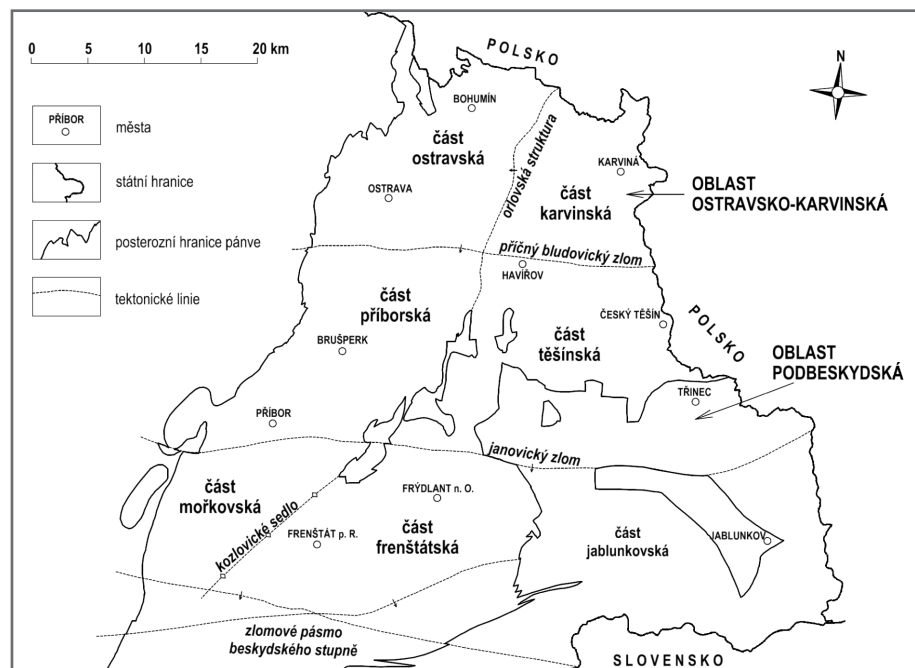 0 5 10 15 20 km
PŘÍBOR
města
státní hranice
posterozní hranice pánve
tektonické linie
POLSKO
N
BOHUMÍN
část
ostravská
OSTRAVA
orlovská struktura
KARVINÁ
část
karvinská
OBLAST
OSTRAVSKO-KARVINSKÁ
příčný bludovický zlom
HAVÍŘOV
část
příborská
BRUŠPERK
ČESKÝ TĚŠÍN
část
těšínská
POLSKO
OBLAST
PODBESKYDSKÁ
TŘINEC
PŘÍBOR
janovický zlom
část
mořkovská
kozlovické sedlo
FRÝDLANT n. O.
FRENŠTÁT p. R.
část
frenštátská
část
jablunkovská
JABLUNKOV
zlomové pásmo
beskydského stupně
SLOVENSKO